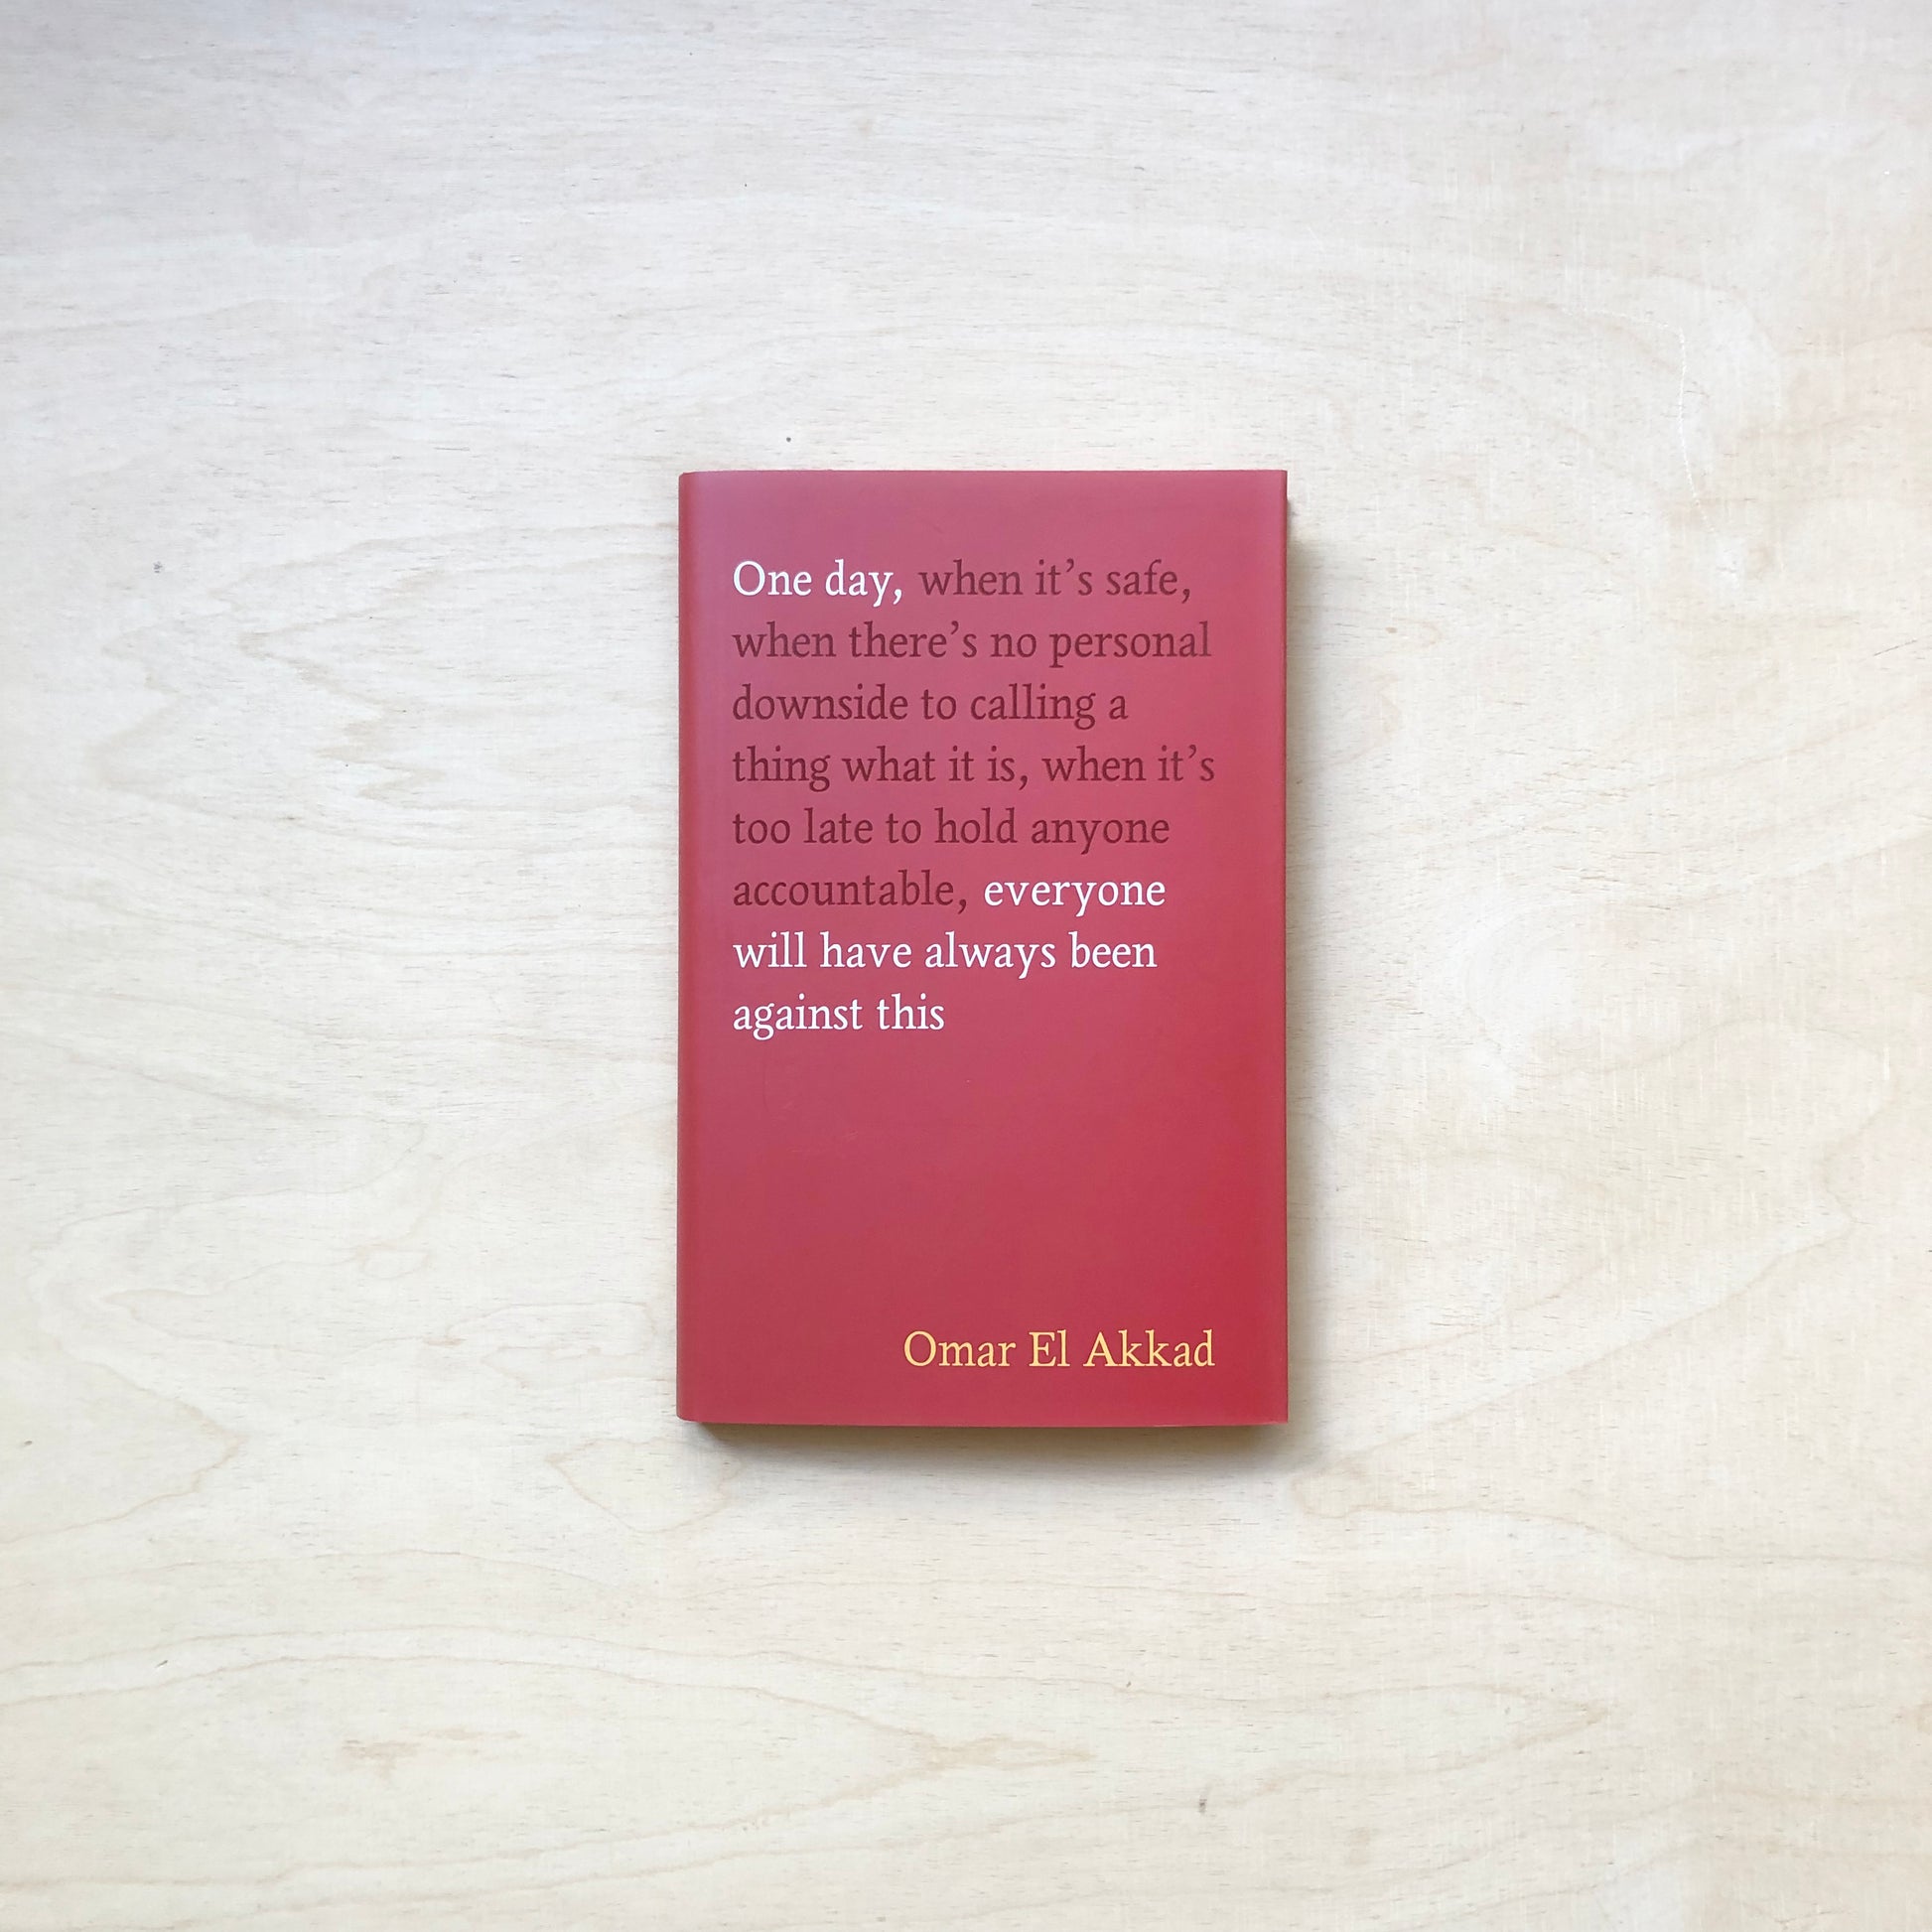 One day, when it’s safe,
when there’s no personal
downside to calling a
thing what it is, when it’s
too late to hold anyone
accountable, everyone
will have always been
against this
Omar El Akkad